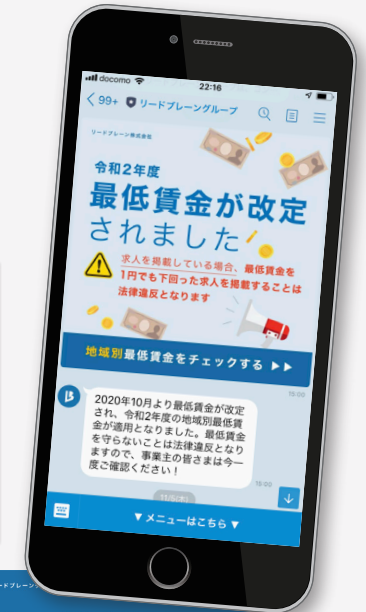 docomo
22:16
99+
リードブレーングループ
リードブレーン株式会社
令和2年度
最低賃金が改定
されました
求人を掲載している場合、最低賃金を
1円でも下回った求人を掲載することは
法律違反となります
地域別最低賃金をチェックする ▶▶
2020年10月より最低賃金が改定
され、令和2年度の地域別最低賃
金が適用となりました。最低賃金
を守らないことは法律違反となり
ますので、事業主の皆さまは今一
度ご確認ください！
▼ メニューはこちら ▼